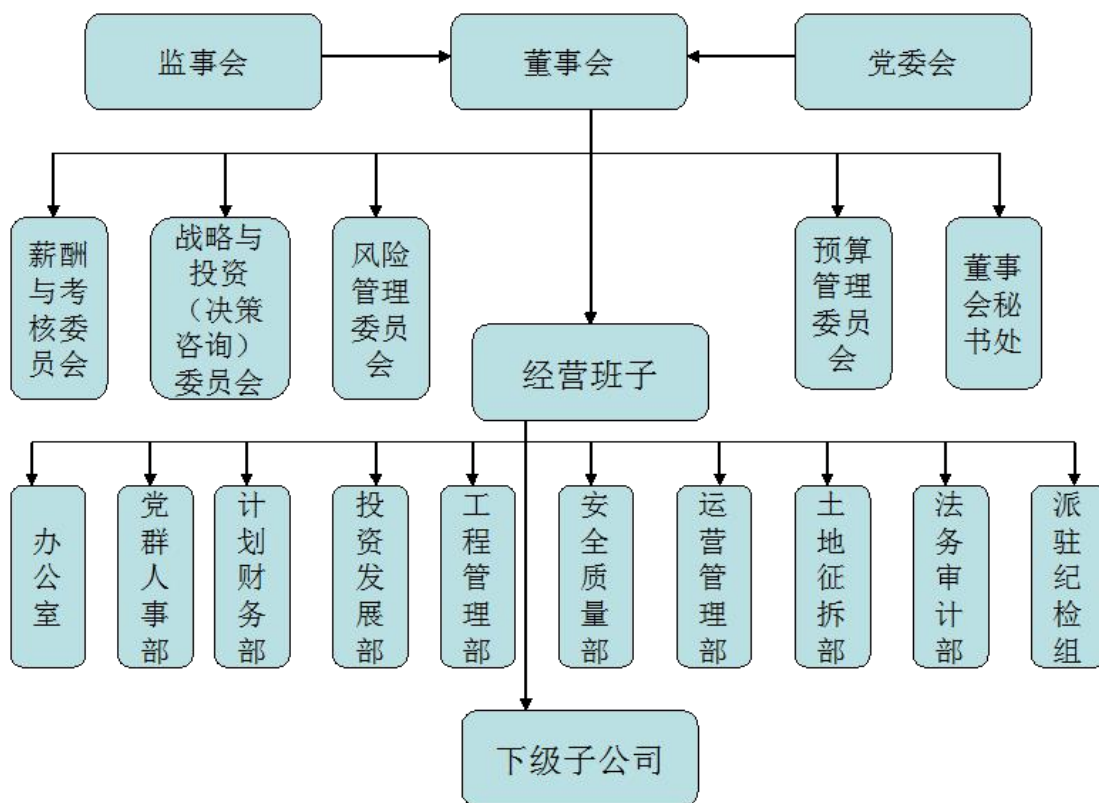 监事会
董事会
党委会
薪酬
与考
核委
员会
战略与
投资
（决策
咨询）
委员会
风险
管理
委员
会
预算
管理
委员
会
董事
会秘
书处
经营班子
办公室
党群人事部
计划财务部
投资发展部
工程管理部
安全质量部
运营管理部
土地征拆部
法务审计部
派驻纪检组
下级子公司